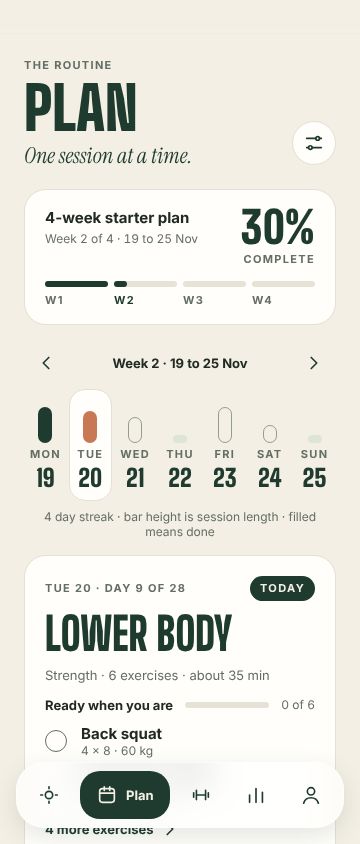 THE ROUTINE
PLAN
One session at a time.
4-week starter plan
Week 2 of 4 · 19 to 25 Nov
30%
COMPLETE
W1 W2 W3 W4
Week 2 · 19 to 25 Nov
MON TUE WED THU FRI SAT SUN
19 20 21 22 23 24 25
4 day streak · bar height is session length · filled
means done
TUE 20 · DAY 9 OF 28
TODAY
LOWER BODY
Strength · 6 exercises · about 35 min
Ready when you are 0 of 6
Back squat
4 × 8 · 60 kg
Plan
4 more exercises